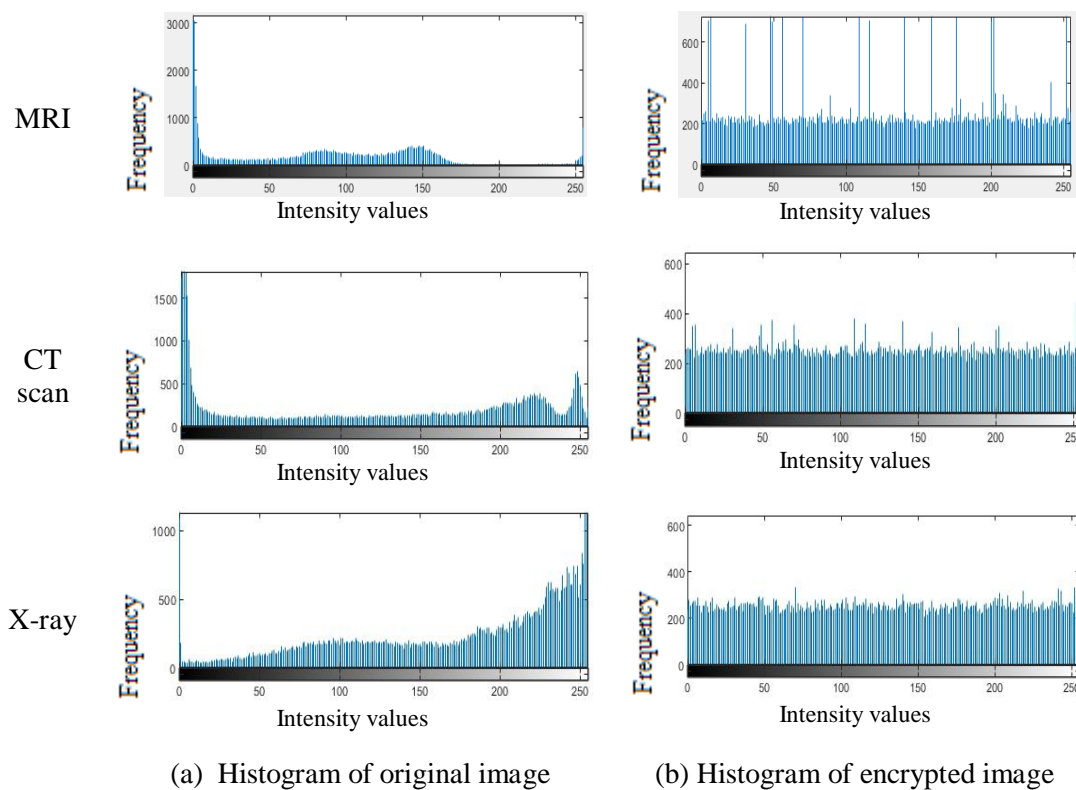 MRI
Frequency
3000
2000
1000
0
0 50 100 150 200 250
Intensity values
Frequency
600
400
200
0
0 50 100 150 200 250
Intensity values
CT
scan
Frequency
1500
1000
500
0
0 50 100 150 200 250
Intensity values
Frequency
600
400
200
0
0 50 100 150 200 250
Intensity values
X-ray
Frequency
1000
500
0
0 50 100 150 200 250
Intensity values
Frequency
600
400
200
0
0 50 100 150 200 250
Intensity values
(a) Histogram of original image
(b) Histogram of encrypted image